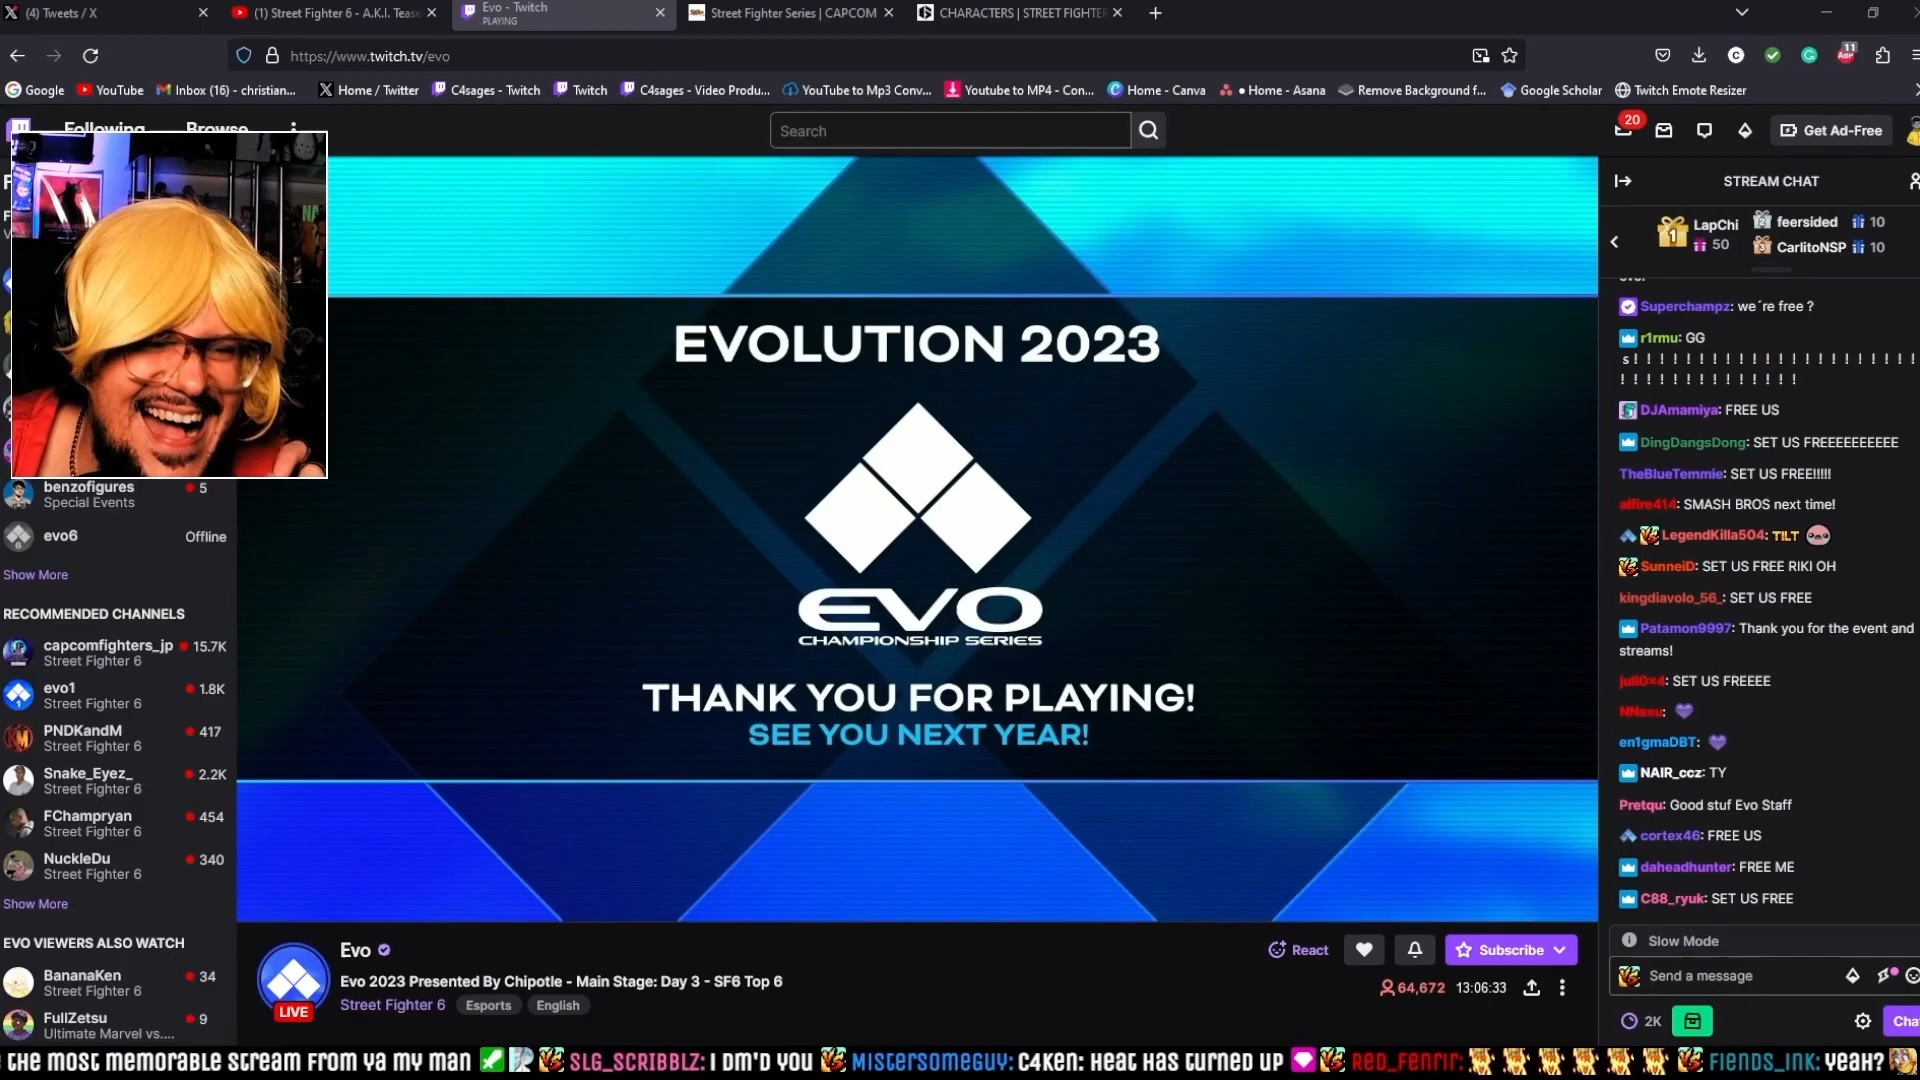 (4) Tweets / X
(1) Street Fighter 6 - A.K.I. Tease
Evo - Twitch
PLAYING
Street Fighter Series | CAPCOM
CHARACTERS | STREET FIGHTER
https://www.twitch.tv/evo
11
ABP
Google
YouTube
Inbox (16) - christian...
Home / Twitter
C4sages - Twitch
Twitch
C4sages - Video Produ...
YouTube to Mp3 Conv...
Youtube to MP4 - Con...
Home - Canva
● Home - Asana
Remove Background f...
Google Scholar
Twitch Emote Resizer
Following
Browse
Search
20
Get Ad-Free
EVOLUTION 2023
EVO
CHAMPIONSHIP SERIES
THANK YOU FOR PLAYING!
SEE YOU NEXT YEAR!
benzofigures
5
Special Events
evo6
Offline
Show More
RECOMMENDED CHANNELS
capcomfighters_jp
15.7K
Street Fighter 6
evo1
1.8K
Street Fighter 6
PNDKandM
417
Street Fighter 6
Snake_Eyez_
2.2K
Street Fighter 6
FChampryan
454
Street Fighter 6
NuckleDu
340
Street Fighter 6
Show More
EVO VIEWERS ALSO WATCH
BananaKen
34
Street Fighter 6
FullZetsu
9
Ultimate Marvel vs....
Evo
React
Subscribe
Evo 2023 Presented By Chipotle - Main Stage: Day 3 - SF6 Top 6
Street Fighter 6
Esports
English
LIVE
64,672
13:06:33
STREAM CHAT
1
LapChi
50
feersided
10
CarlitoNSP
10
Superchampz: we´re free ?
r1rmu: GG
s! ! ! ! ! ! ! ! ! ! ! ! ! ! ! ! ! ! ! ! ! !
! ! ! ! ! ! ! ! ! ! ! ! ! !
DJAmamiya: FREE US
DingDangsDong: SET US FREEEEEEEEEE
TheBlueTemmie: SET US FREE!!!!!
alfire414: SMASH BROS next time!
LegendKilla504: TILT
SunneiD: SET US FREE RIKI OH
kingdiavolo_56_: SET US FREE
Patamon9997: Thank you for the event and
streams!
juli0x4: SET US FREEEE
NNexu:
en1gmaDBT:
NAIR_ccz: TY
Pretqu: Good stuf Evo Staff
cortex46: FREE US
daheadhunter: FREE ME
C88_ryuk: SET US FREE
Slow Mode
Send a message
2K
Cha
the most memorable stream from ya my man
SLG_SCRIBBLZ: I DM'D YOU
MISTERSOMEGUY: C4Ken: Heat has turned up
RED_FENRIR:
FIENDS_INK: YEAH?